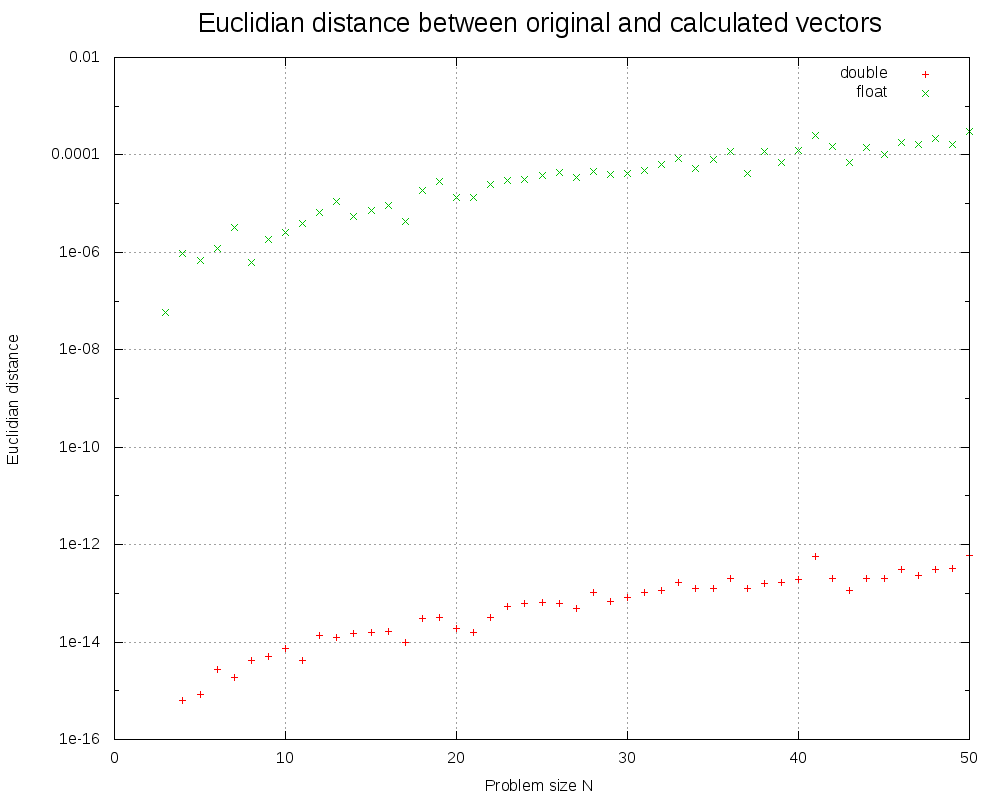 Euclidian distance between original and calculated vectors
0.01
double
float
0.0001
1e-06
1e-08
Euclidian distance
1e-10
1e-12
1e-14
1e-16
0 10 20 30 40 50
Problem size N